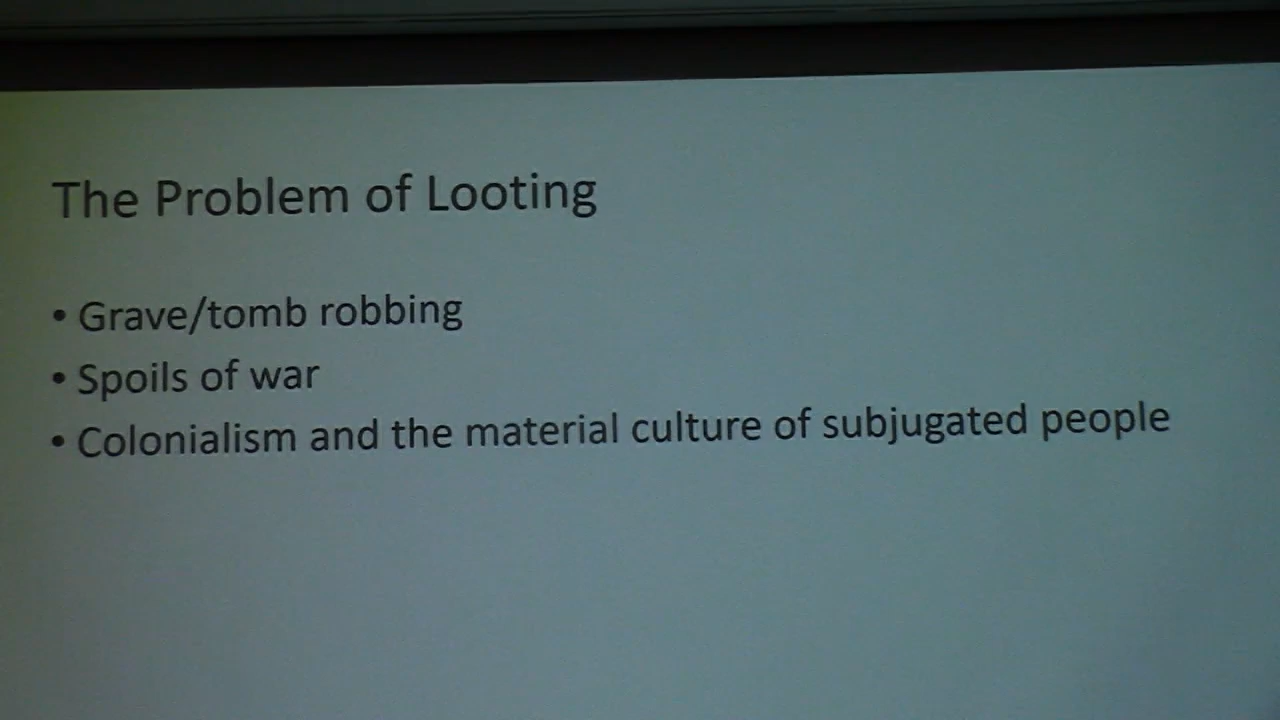 The Problem of Looting
• Grave/tomb robbing
• Spoils of war
• Colonialism and the material culture of subjugated people